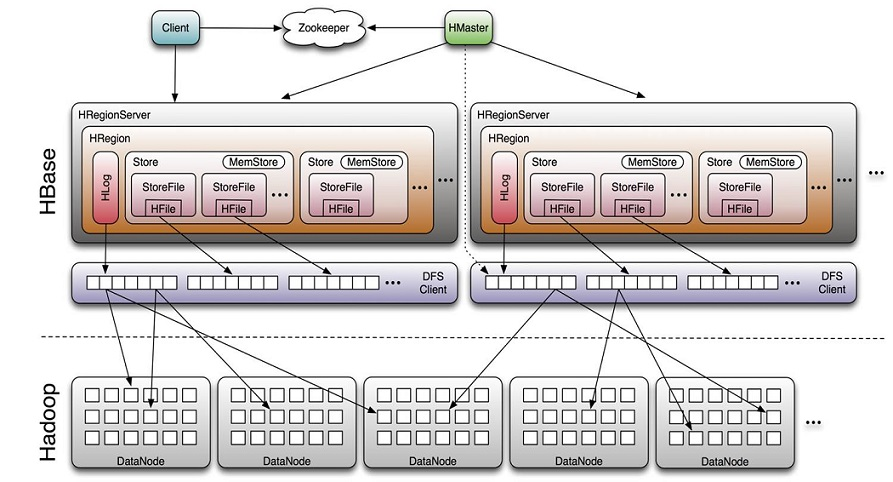 Client
Zookeeper
HMaster
HBase
HRegionServer
HRegion
HLog
Store
MemStore
StoreFile
HFile
StoreFile
HFile
...
Store
MemStore
StoreFile
HFile
...
...
HRegionServer
HRegion
HLog
Store
MemStore
StoreFile
HFile
StoreFile
HFile
...
Store
MemStore
StoreFile
HFile
...
...
...
...
DFS
Client
...
DFS
Client
Hadoop
DataNode
DataNode
DataNode
DataNode
DataNode
...